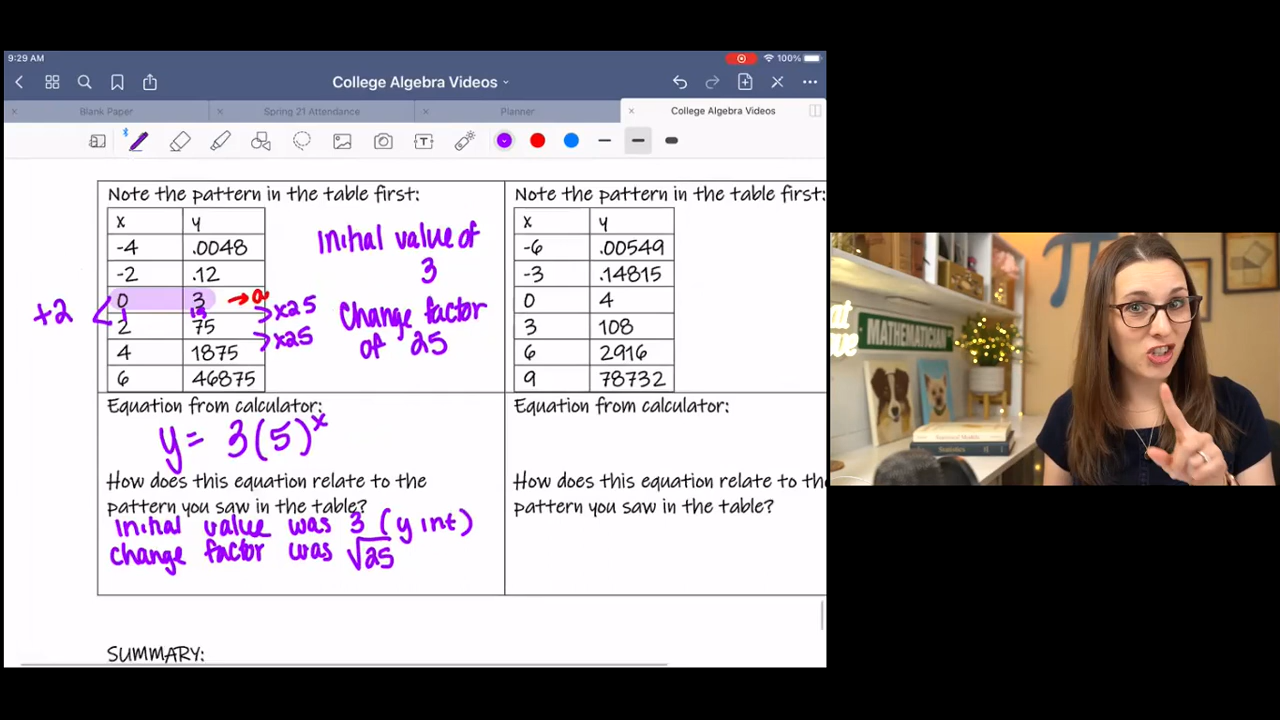 9:29 AM
100%
College Algebra Videos
Blank Paper
Spring 21 Attendance
Planner
College Algebra Videos
Note the pattern in the table first:
x y
-4 .0048
-2 .12
0 3
1 15
2 75
4 1875
6 46875
+2
→ a
x25
x25
Initial value of
3
Change factor
of 25
Equation from calculator:
y = 3(5)^x
How does this equation relate to the
pattern you saw in the table?
Initial value was 3 (y int)
change factor was √25
Note the pattern in the table first:
x y
-6 .00549
-3 .14815
0 4
3 108
6 2916
9 78732
Equation from calculator:
How does this equation relate to the
pattern you saw in the table?
SUMMARY:
MATHEMATICIAN
Statistics